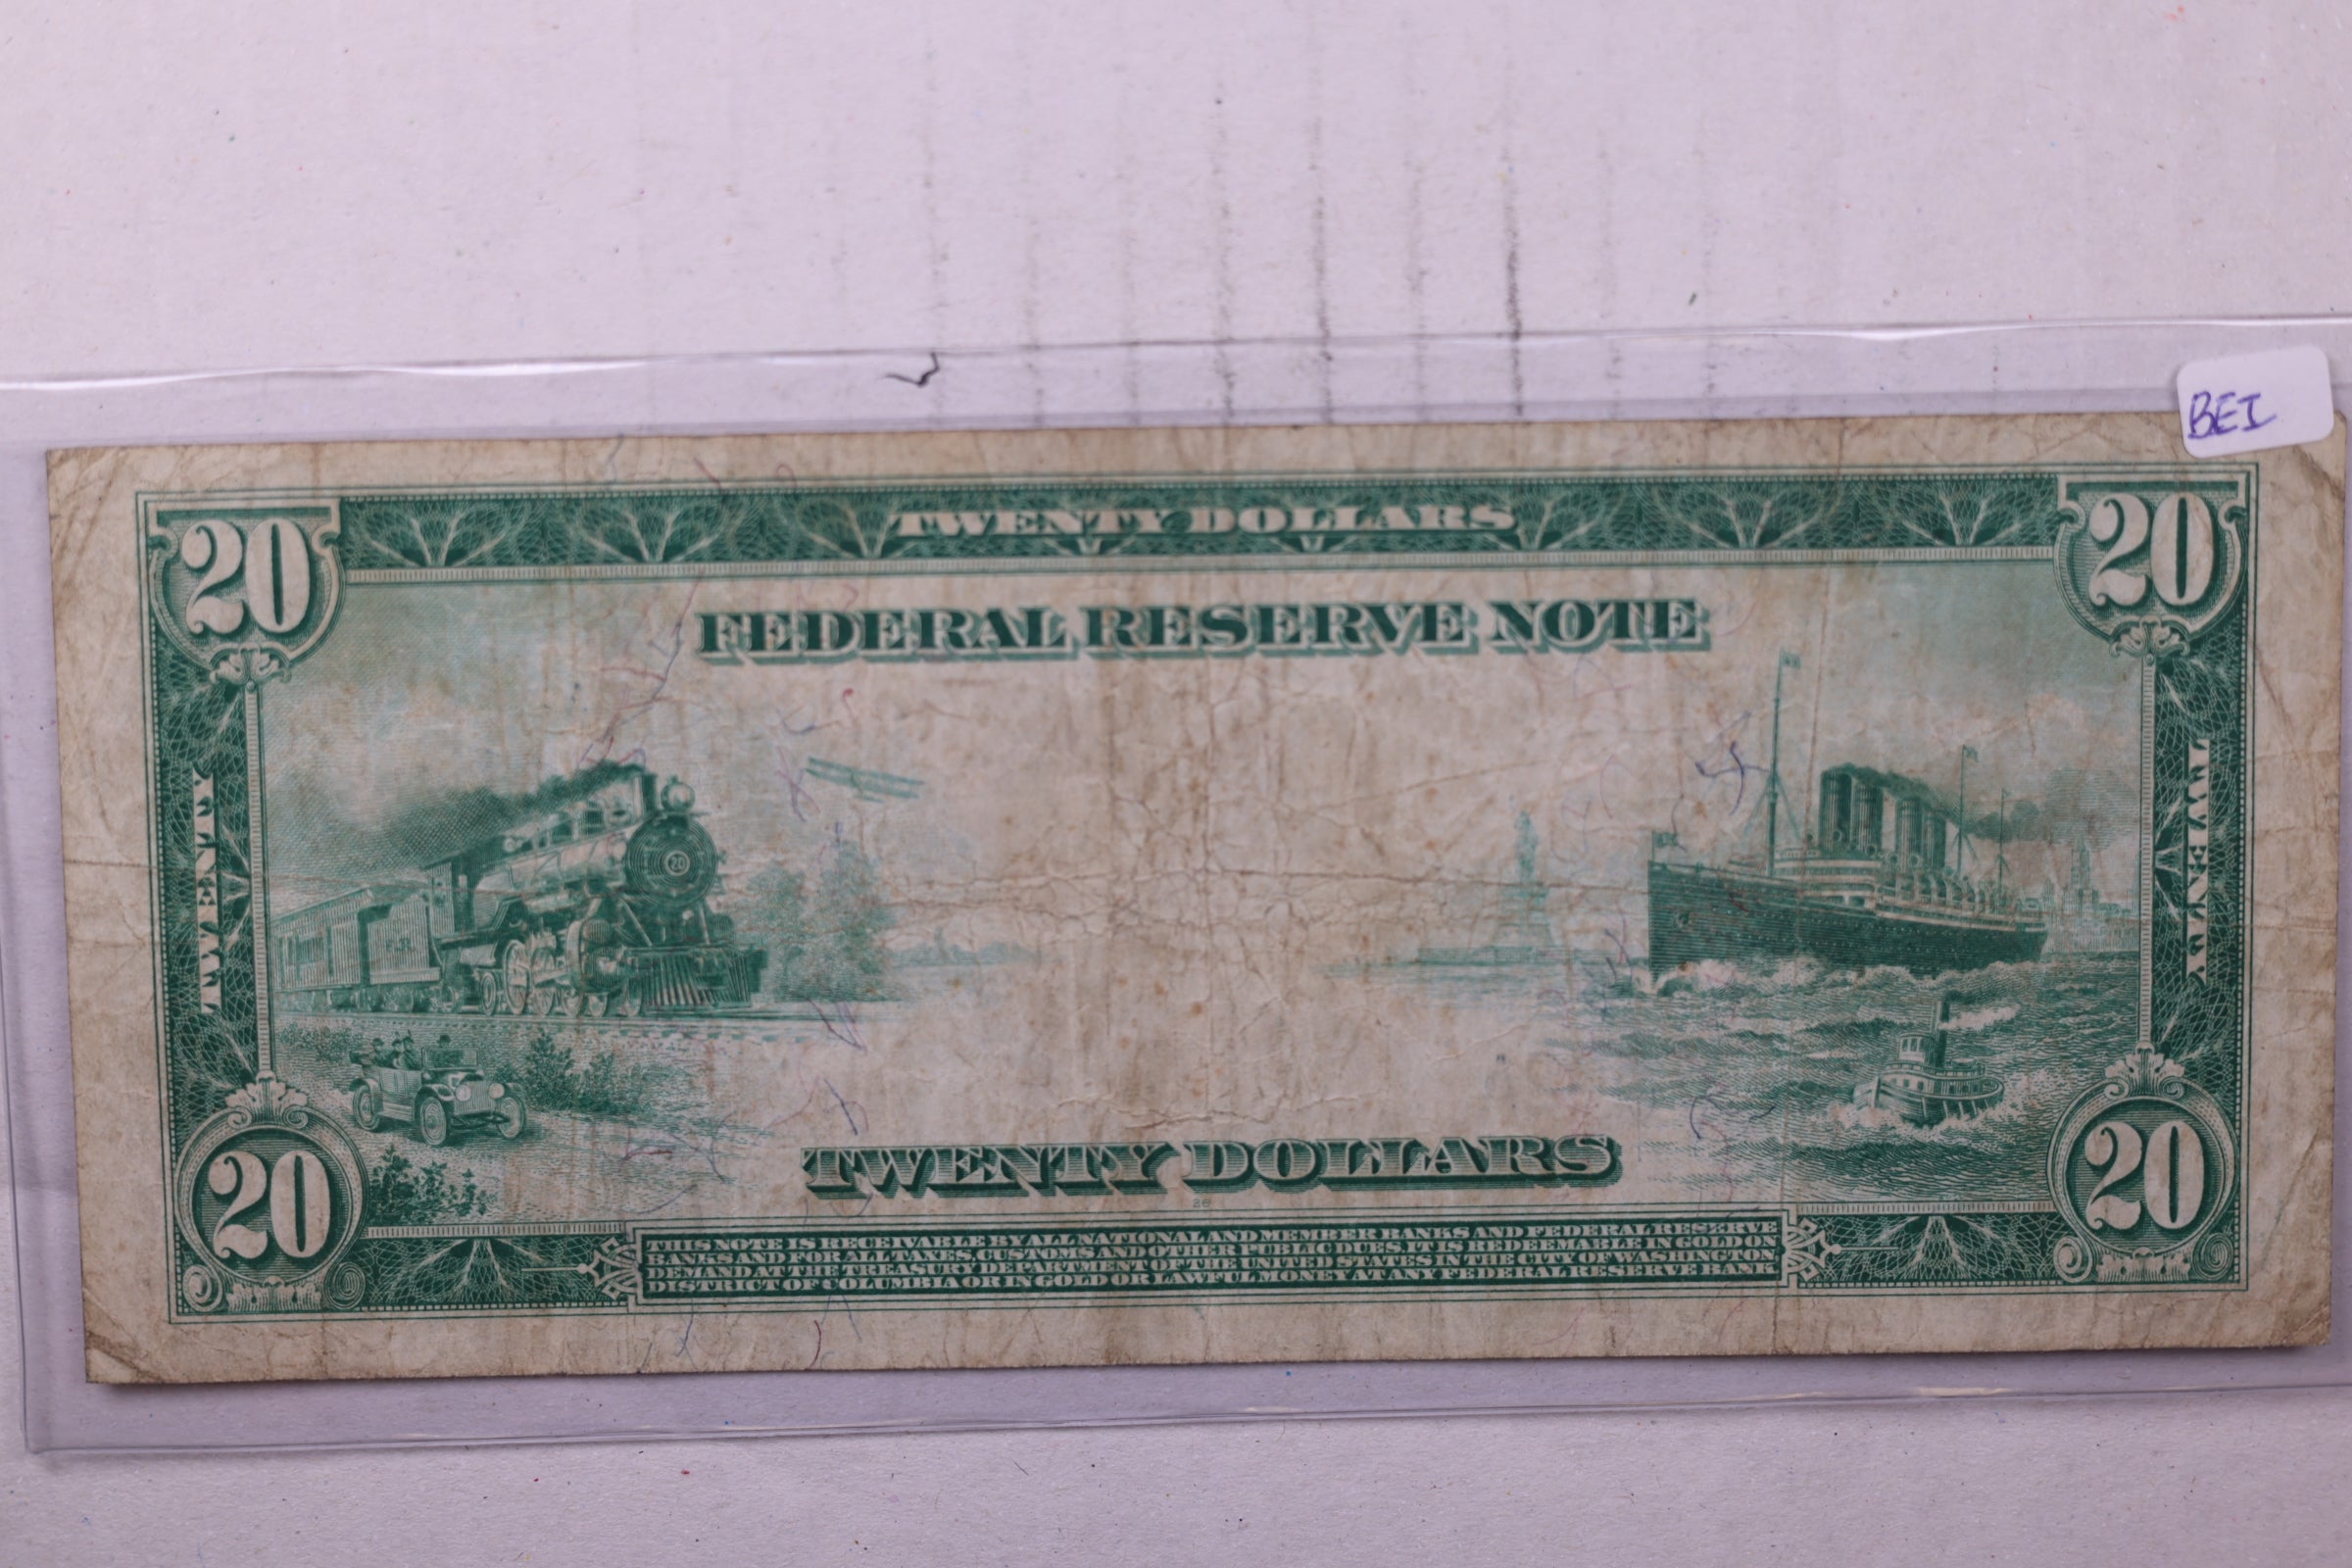 BEI
20 TWENTY DOLLARS 20
FEDERAL RESERVE NOTE
TWENTY
TWENTY
20
F.R.
TWENTY DOLLARS
26
20
20
THIS NOTE IS RECEIVABLE BY ALL NATIONAL AND MEMBER BANKS AND FEDERAL RESERVE
BANKS AND FOR ALL TAXES, CUSTOMS AND OTHER PUBLIC DUES. IT IS REDEEMABLE IN GOLD ON
DEMAND AT THE TREASURY DEPARTMENT OF THE UNITED STATES IN THE CITY OF WASHINGTON
DISTRICT OF COLUMBIA OR IN GOLD OR LAWFUL MONEY AT ANY FEDERAL RESERVE BANK.